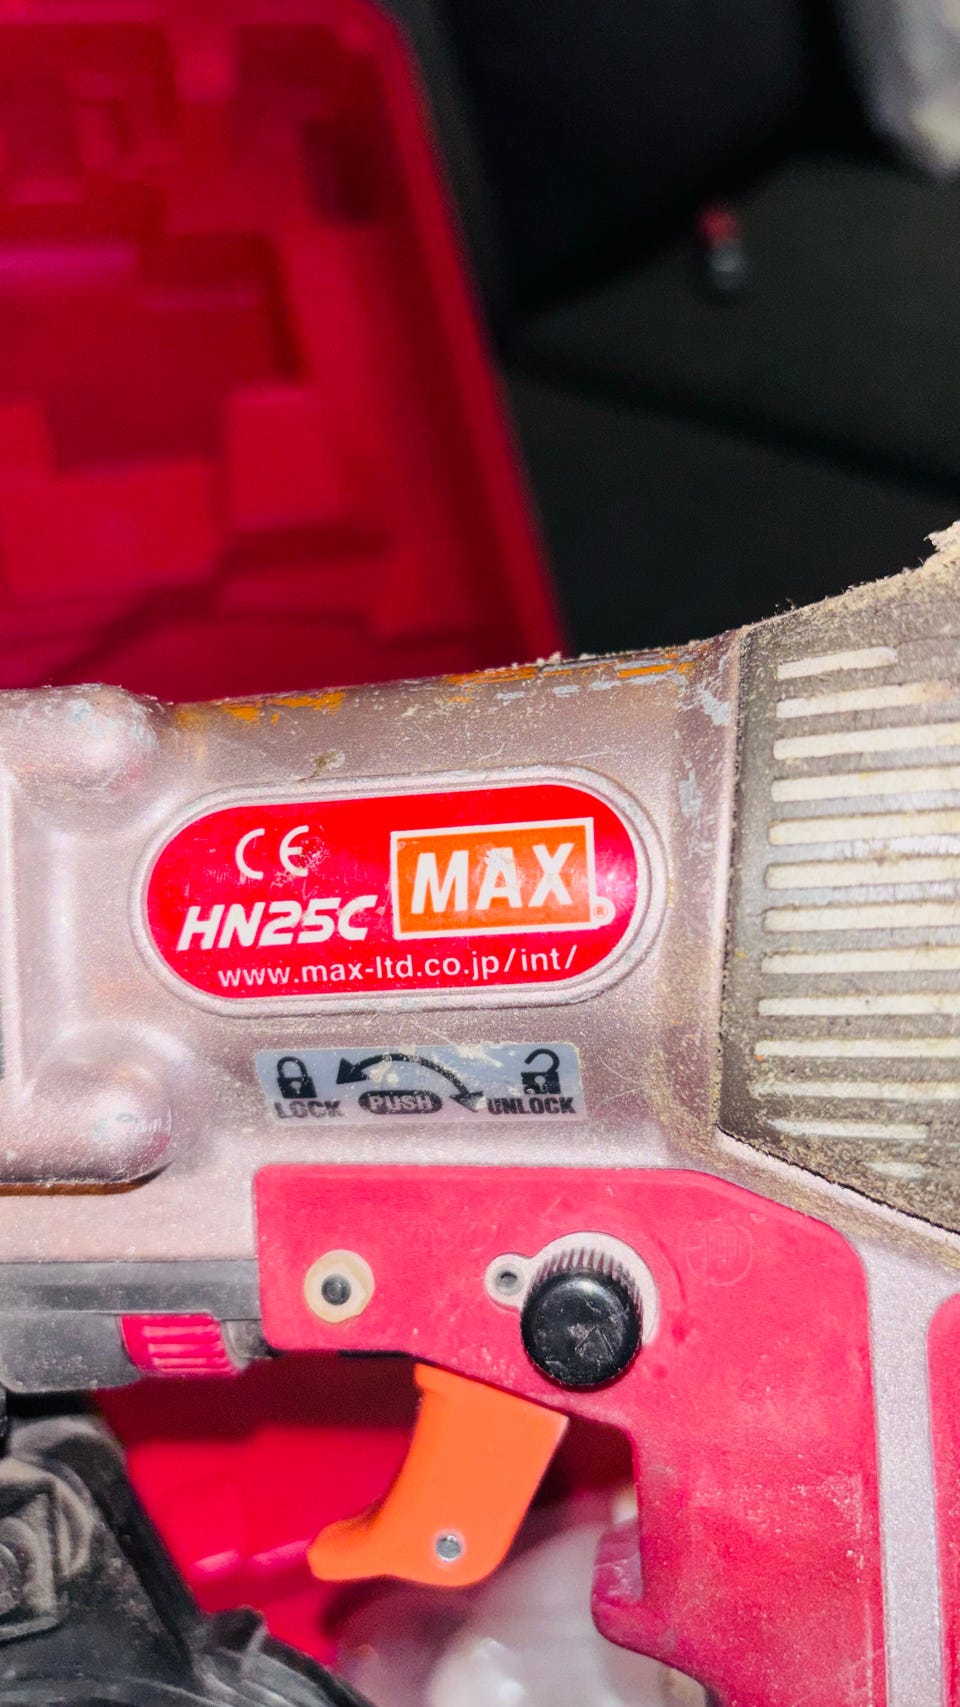 CE
MAX
®
HN25C
www.max-ltd.co.jp/int/
LOCK PUSH UNLOCK